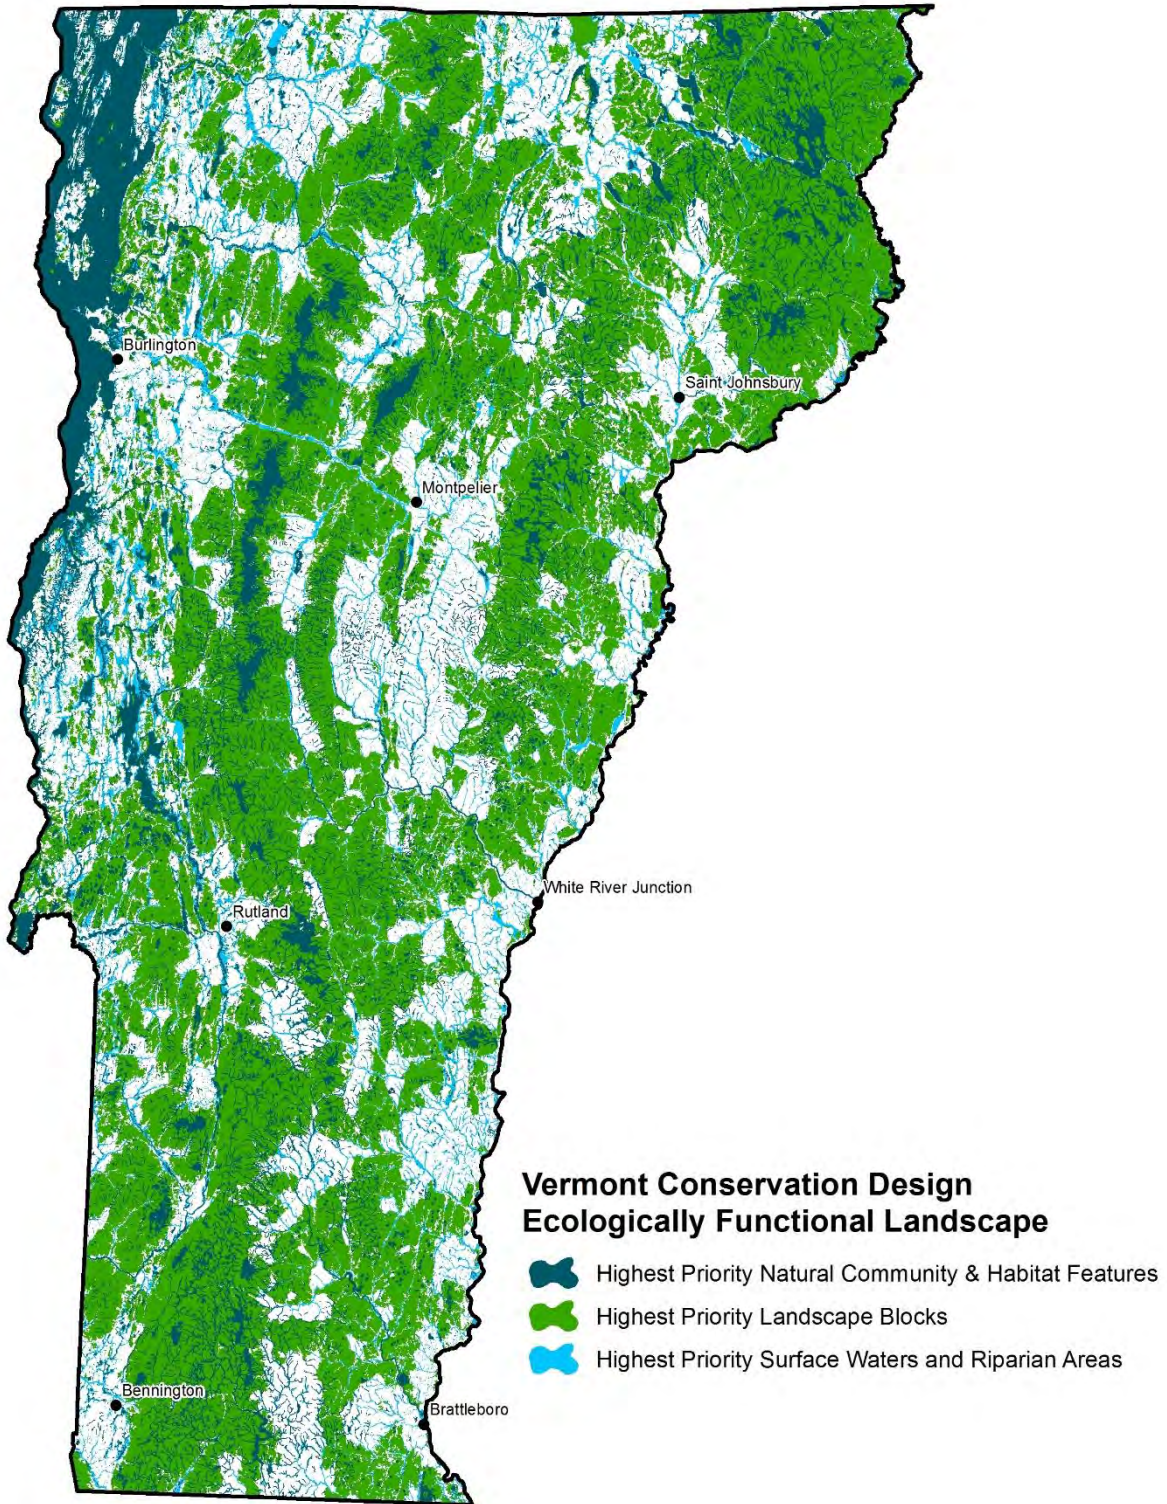 Burlington
Saint Johnsbury
Montpelier
White River Junction
Rutland
Vermont Conservation Design
Ecologically Functional Landscape
Highest Priority Natural Community & Habitat Features
Highest Priority Landscape Blocks
Highest Priority Surface Waters and Riparian Areas
Bennington
Brattleboro